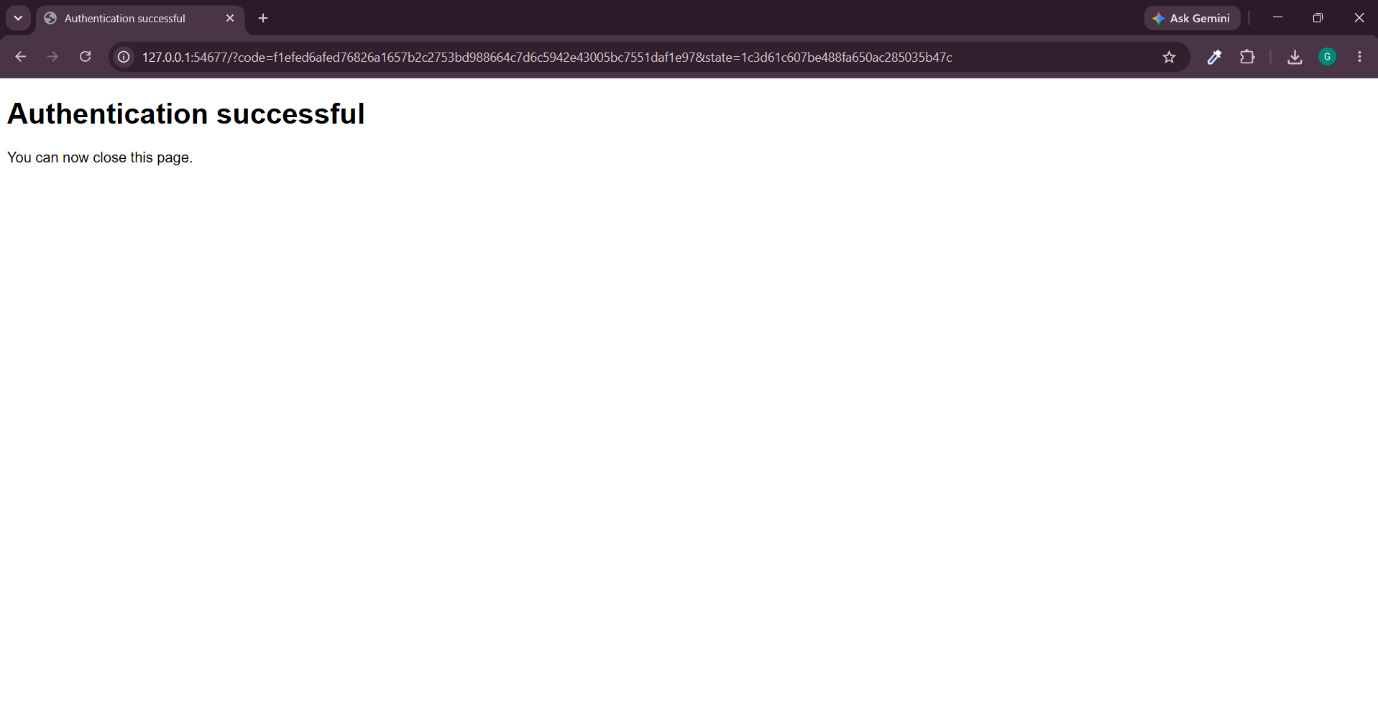 Authentication successful
Ask Gemini
127.0.0.1:54677/?code=f1efed6afed76826a1657b2c2753bd988664c7d6c5942e43005bc7551daf1e97&state=1c3d61c607be488fa650ac285035b47c
G
Authentication successful
You can now close this page.